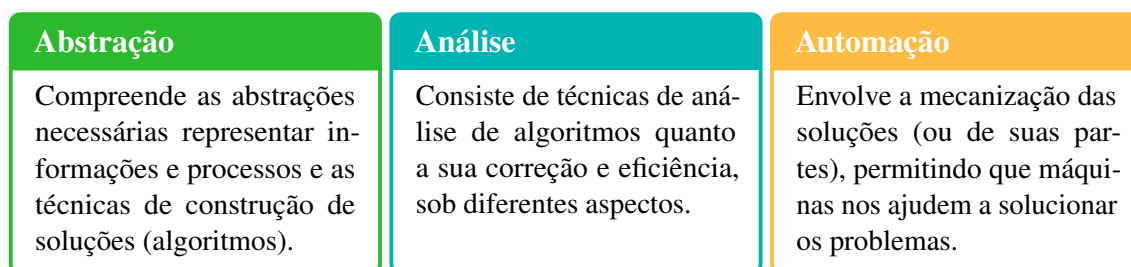 Abstração
Compreende as abstrações
necessárias representar in-
formações e processos e as
técnicas de construção de
soluções (algoritmos).
Análise
Consiste de técnicas de aná-
lise de algoritmos quanto
a sua correção e eficiência,
sob diferentes aspectos.
Automação
Envolve a mecanização das
soluções (ou de suas par-
tes), permitindo que máqui-
nas nos ajudem a solucionar
os problemas.